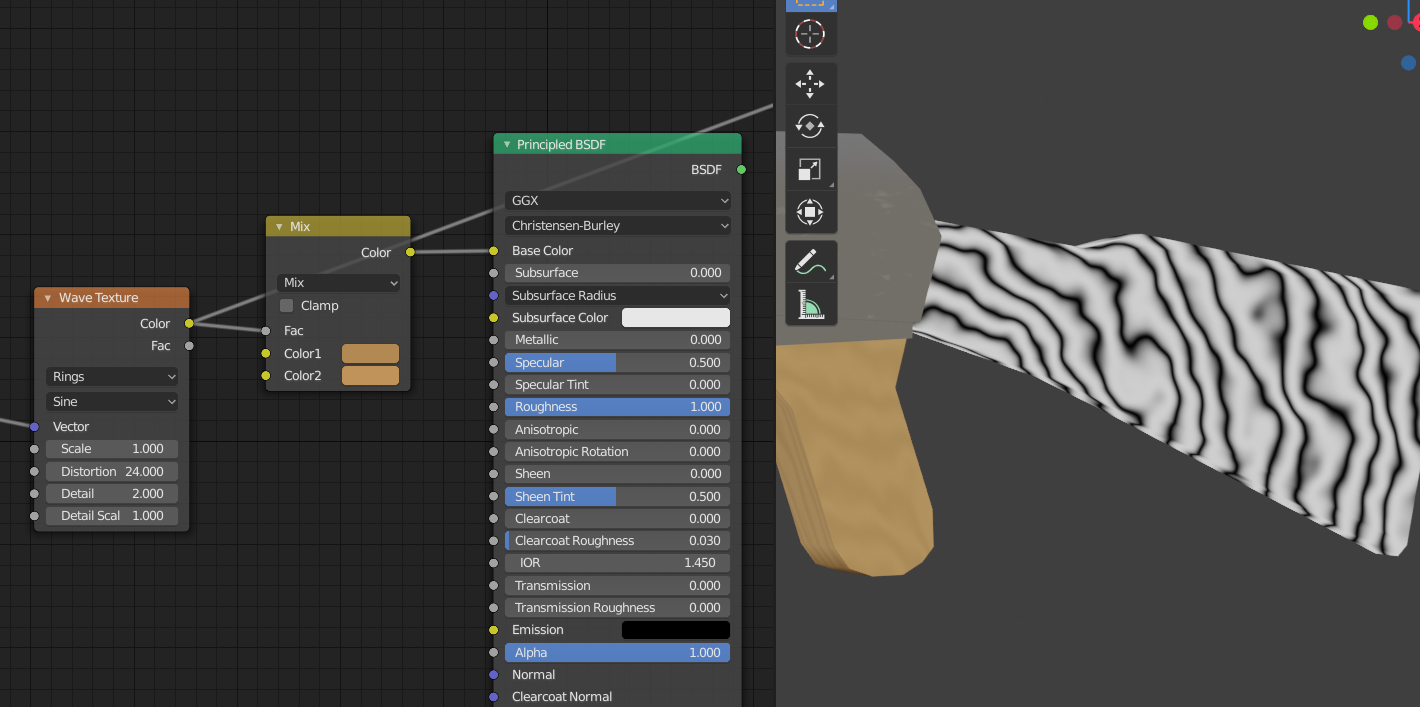 Wave Texture
Color
Fac
Rings
Sine
Vector
Scale 1.000
Distortion 24.000
Detail 2.000
Detail Scal 1.000
Mix
Color
Mix
Clamp
Fac
Color1
Color2
Principled BSDF
BSDF
GGX
Christensen-Burley
Base Color
Subsurface 0.000
Subsurface Radius
Subsurface Color
Metallic 0.000
Specular 0.500
Specular Tint 0.000
Roughness 1.000
Anisotropic 0.000
Anisotropic Rotation 0.000
Sheen 0.000
Sheen Tint 0.500
Clearcoat 0.000
Clearcoat Roughness 0.030
IOR 1.450
Transmission 0.000
Transmission Roughness 0.000
Emission
Alpha 1.000
Normal
Clearcoat Normal